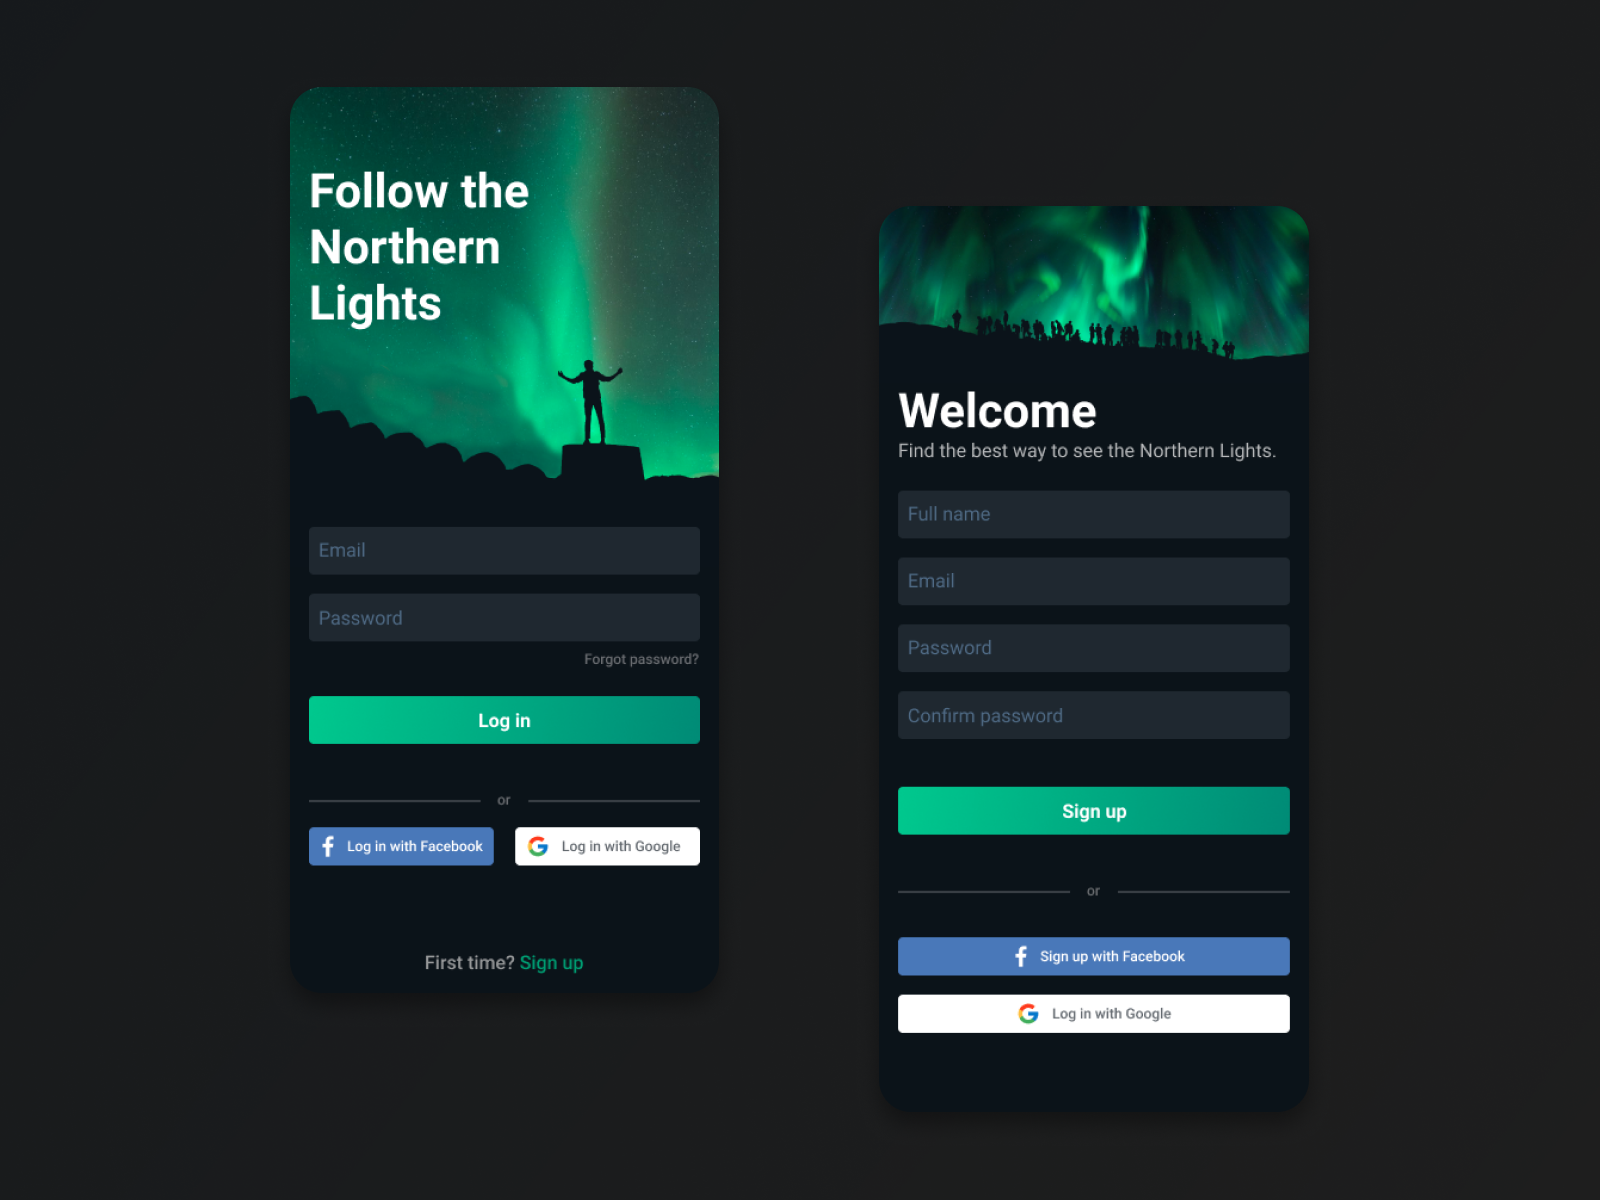 Follow the
Northern
Lights
Email
Password
Forgot password?
Log in
or
Log in with Facebook
Log in with Google
First time? Sign up
Welcome
Find the best way to see the Northern Lights.
Full name
Email
Password
Confirm password
Sign up
or
Sign up with Facebook
Log in with Google